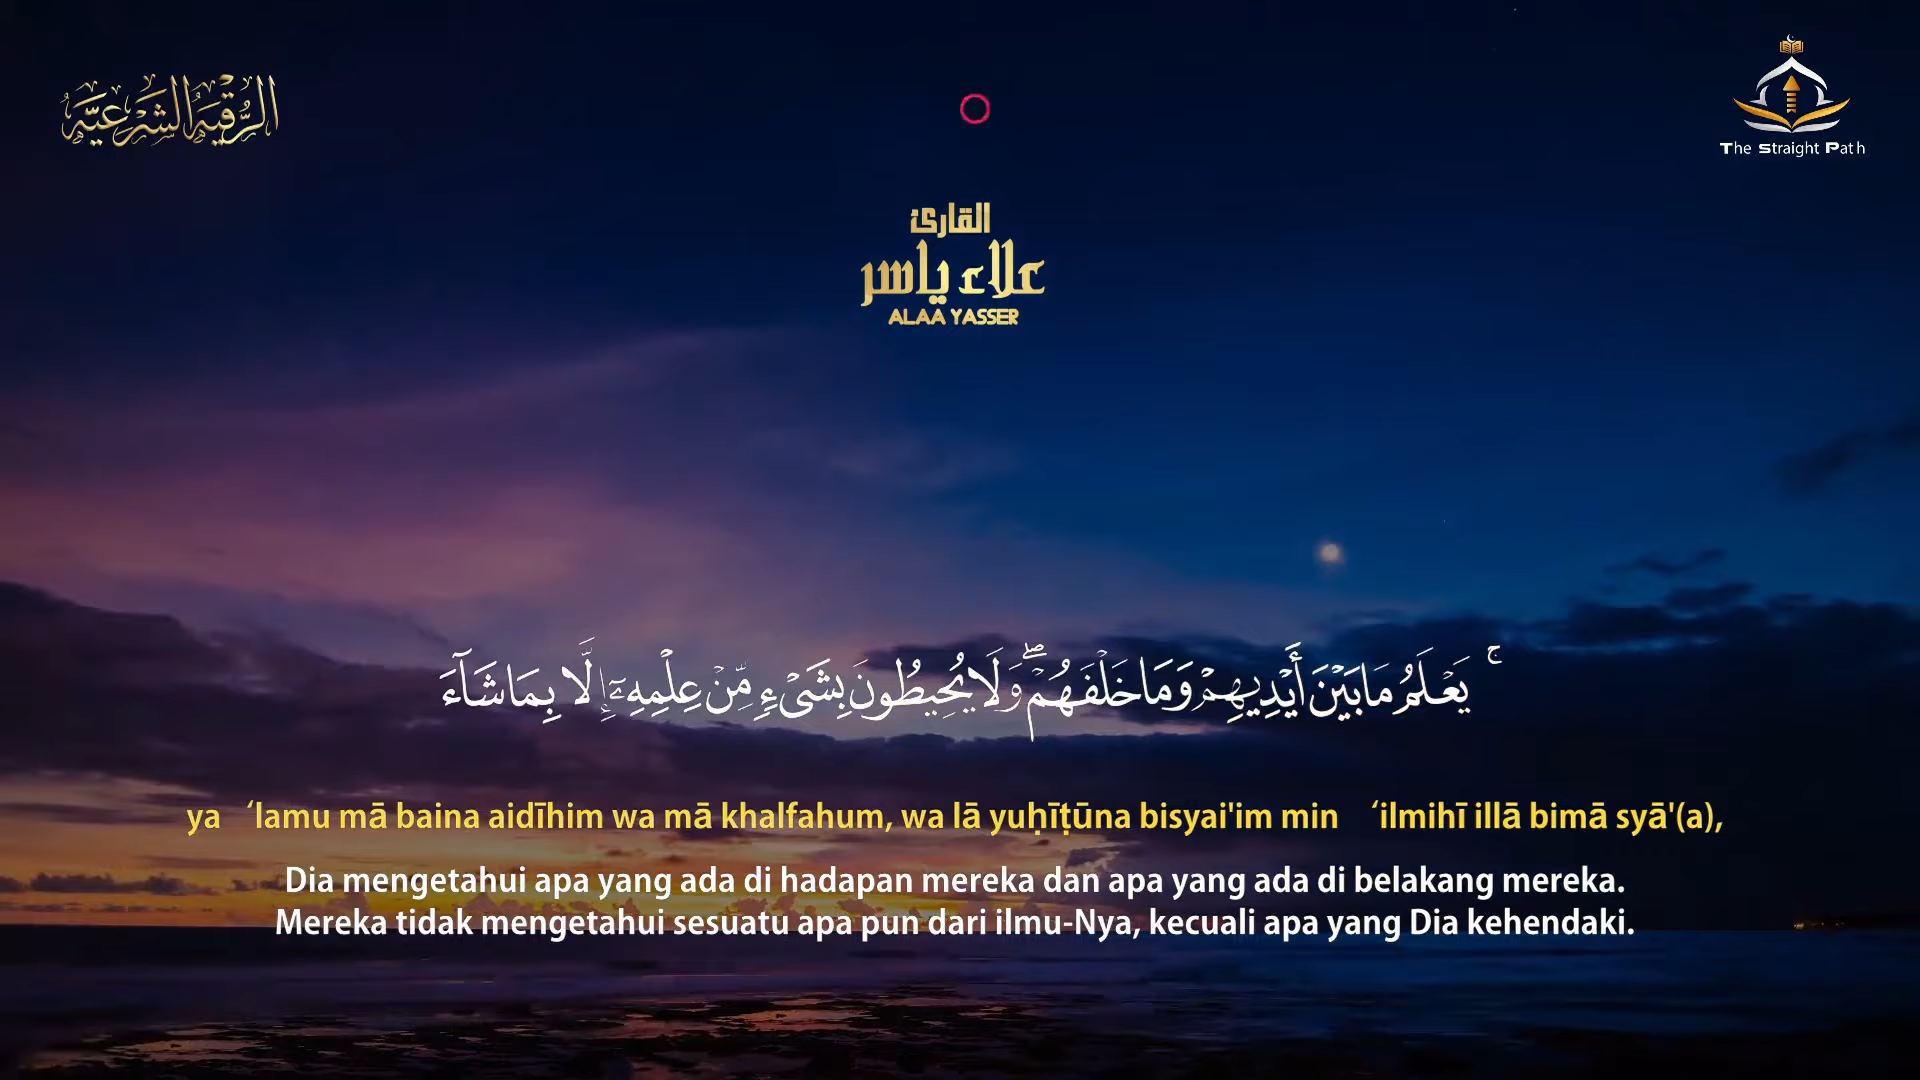 الرقية الشرعية
The Straight Path
القارئ
علاء ياسر
ALAA YASSER
ۚ يَعْلَمُ مَا بَيْنَ أَيْدِيهِمْ وَمَا خَلْفَهُمْ ۖ وَلَا يُحِيطُونَ بِشَىْءٍ مِّنْ عِلْمِهِۦٓ إِلَّا بِمَا شَآءَ
ya ‘lamu mā baina aidīhim wa mā khalfahum, wa lā yuḥīṭūna bisyai'im min ‘ilmihī illā bimā syā'(a),
Dia mengetahui apa yang ada di hadapan mereka dan apa yang ada di belakang mereka.
Mereka tidak mengetahui sesuatu apa pun dari ilmu-Nya, kecuali apa yang Dia kehendaki.